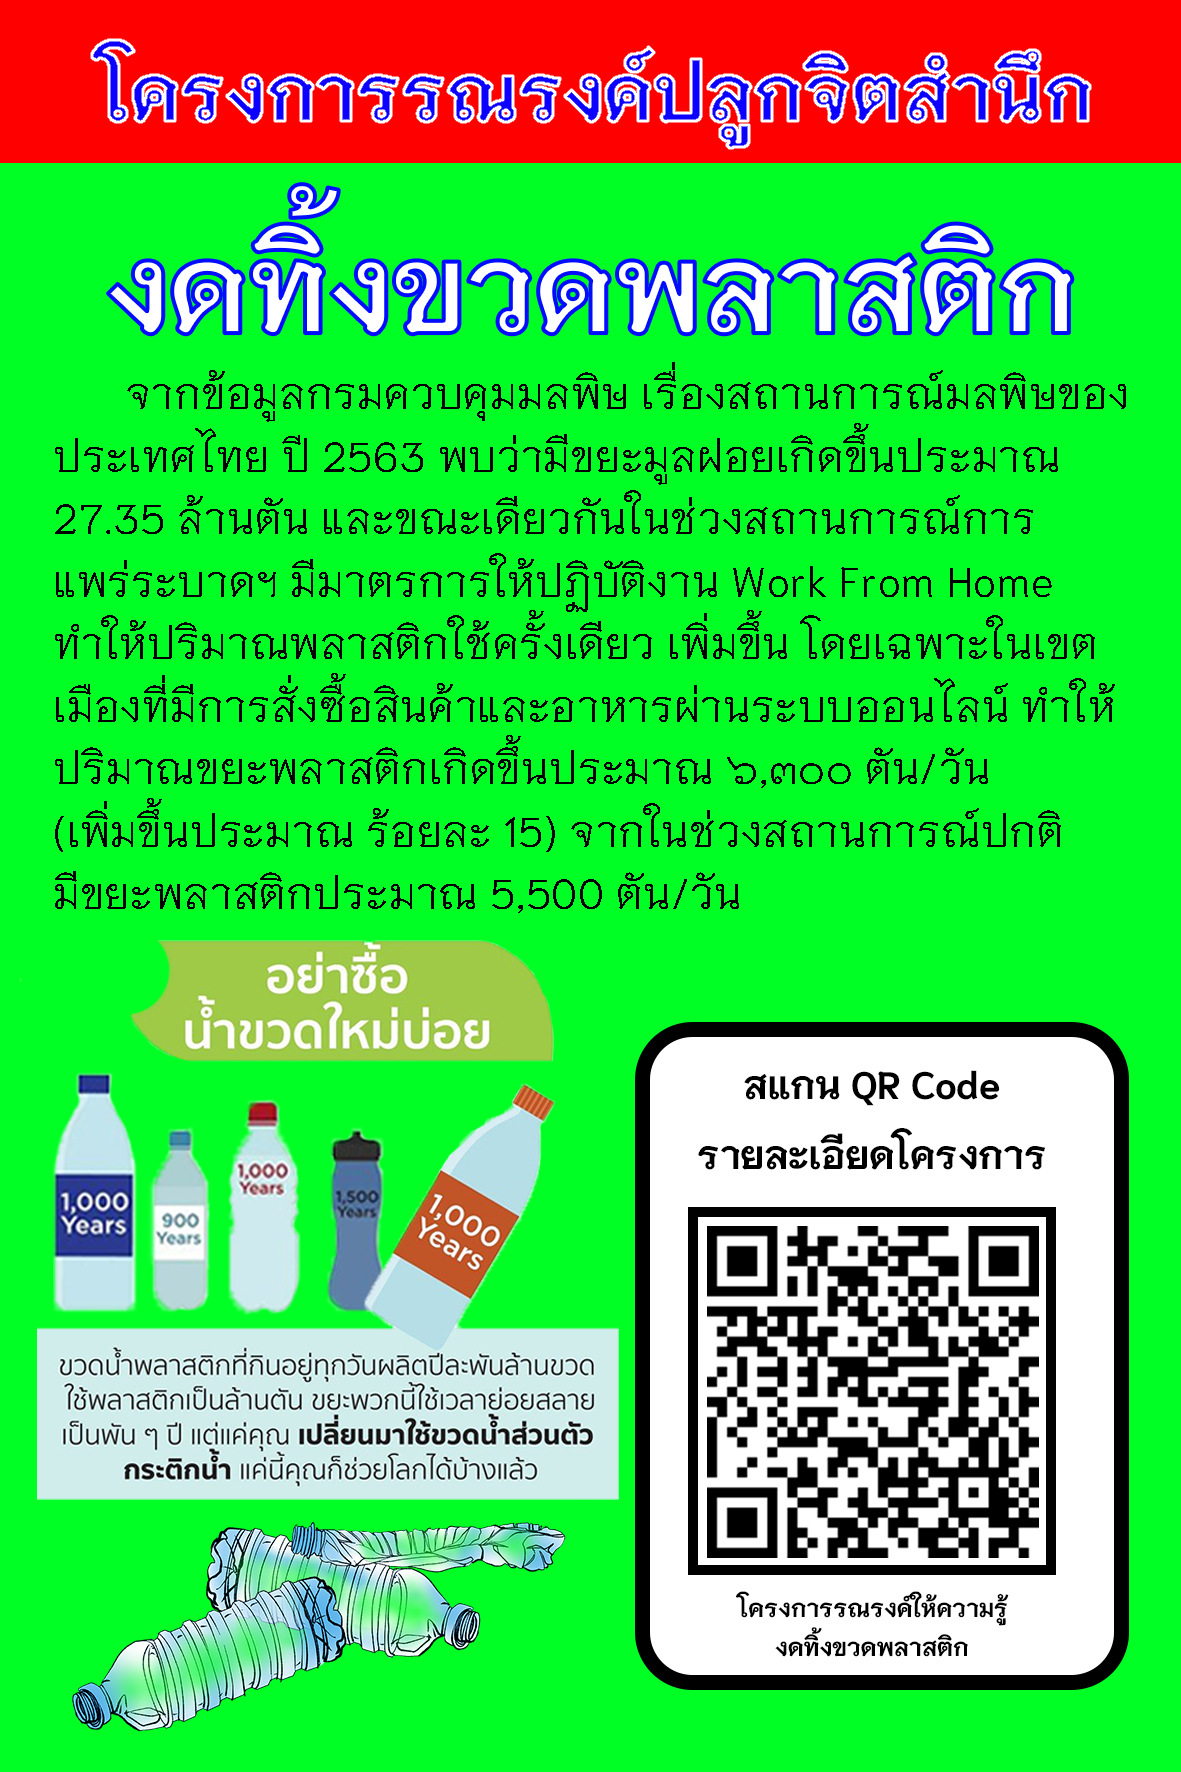 โครงการรณรงค์ปลูกจิตสำนึก
งดทิ้งขวดพลาสติก
จากข้อมูลกรมควบคุมมลพิษ เรื่องสถานการณ์มลพิษของ
ประเทศไทย ปี 2563 พบว่ามีขยะมูลฝอยเกิดขึ้นประมาณ
27.35 ล้านตัน และขณะเดียวกันในช่วงสถานการณ์การ
แพร่ระบาดฯ มีมาตรการให้ปฏิบัติงาน Work From Home
ทำให้ปริมาณพลาสติกใช้ครั้งเดียว เพิ่มขึ้น โดยเฉพาะในเขต
เมืองที่มีการสั่งซื้อสินค้าและอาหารผ่านระบบออนไลน์ ทำให้
ปริมาณขยะพลาสติกเกิดขึ้นประมาณ ๖,๓๐๐ ตัน/วัน
(เพิ่มขึ้นประมาณ ร้อยละ 15) จากในช่วงสถานการณ์ปกติ
มีขยะพลาสติกประมาณ 5,500 ตัน/วัน
อย่าซื้อ
น้ำขวดใหม่บ่อย
1,000
Years
900
Years
1,000
Years
1,500
Years
1,000
Years
ขวดน้ำพลาสติกที่กินอยู่ทุกวันผลิตปีละพันล้านขวด
ใช้พลาสติกเป็นล้านตัน ขยะพวกนี้ใช้เวลาย่อยสลาย
เป็นพัน ๆ ปี แต่แค่คุณ เปลี่ยนมาใช้ขวดน้ำส่วนตัว
กระติกน้ำ แค่นี้คุณก็ช่วยโลกได้บ้างแล้ว
สแกน QR Code
รายละเอียดโครงการ
โครงการรณรงค์ให้ความรู้
งดทิ้งขวดพลาสติก